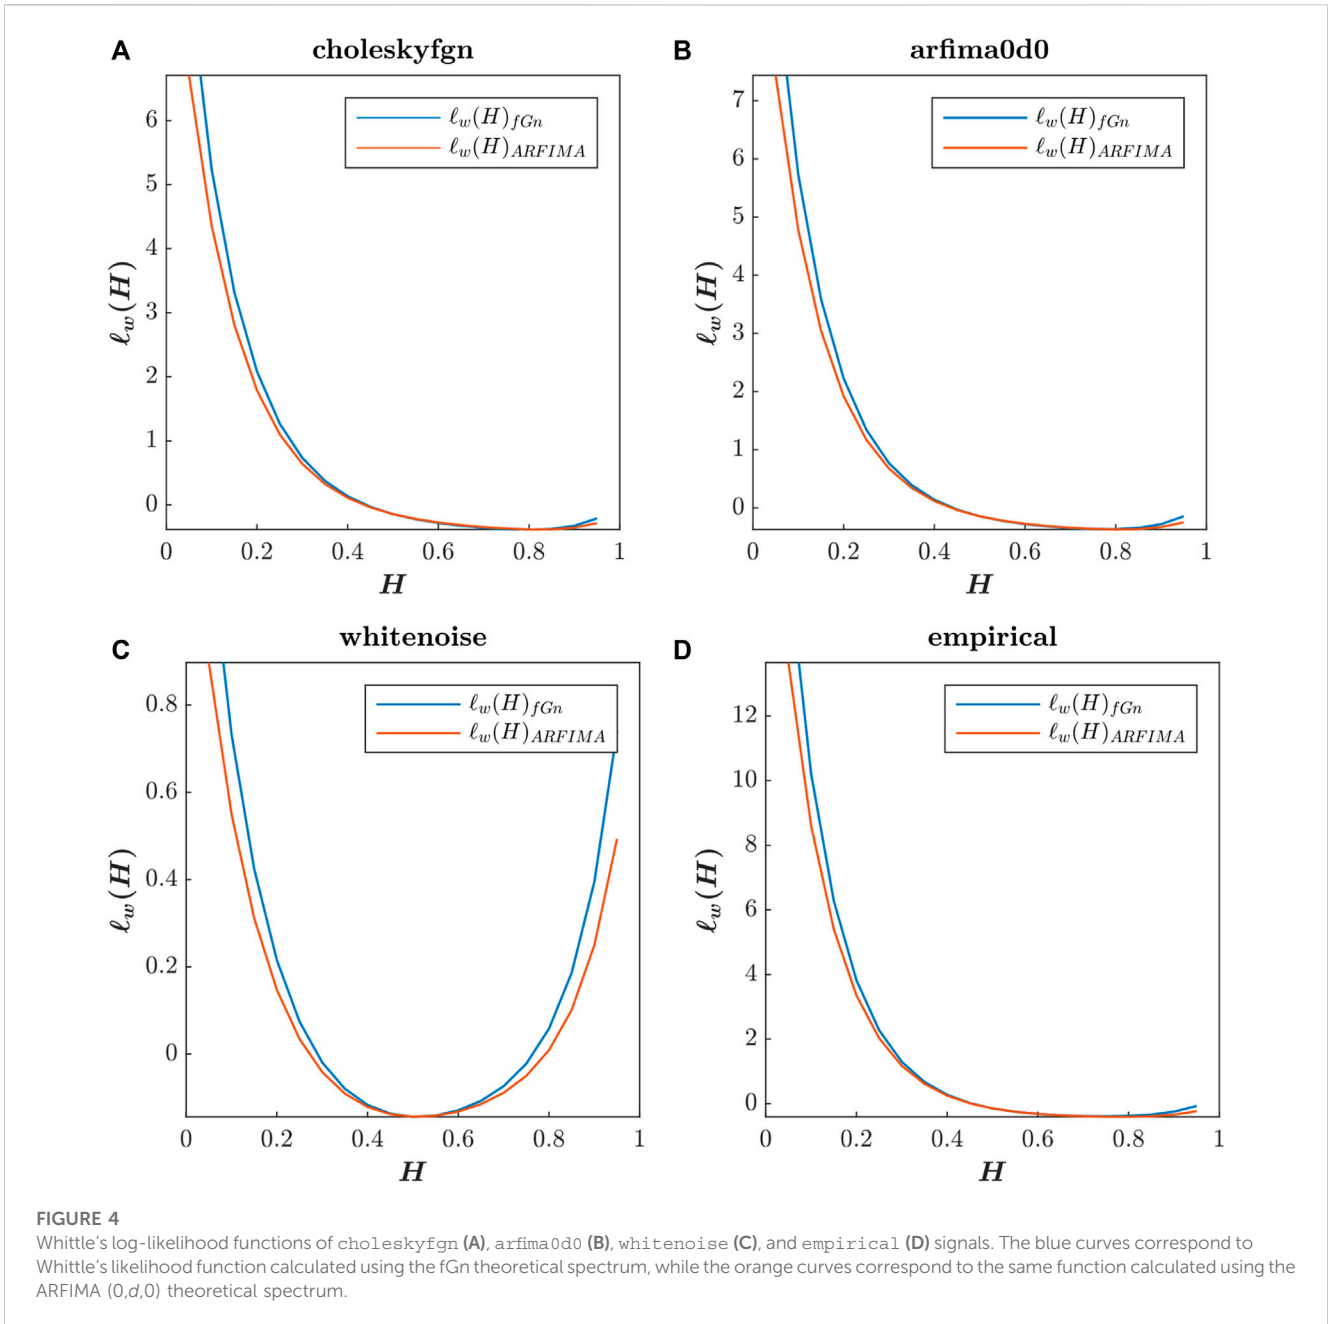 A
choleskyfgn
ℓw(H)fGn
ℓw(H)ARFIMA
6
5
4
3
2
1
0
ℓw(H)
0 0.2 0.4 0.6 0.8 1
H
B
arfima0d0
ℓw(H)fGn
ℓw(H)ARFIMA
7
6
5
4
3
2
1
0
ℓw(H)
0 0.2 0.4 0.6 0.8 1
H
C
whitenoise
ℓw(H)fGn
ℓw(H)ARFIMA
0.8
0.6
0.4
0.2
0
ℓw(H)
0 0.2 0.4 0.6 0.8 1
H
D
empirical
ℓw(H)fGn
ℓw(H)ARFIMA
12
10
8
6
4
2
0
ℓw(H)
0 0.2 0.4 0.6 0.8 1
H
FIGURE 4
Whittle's log-likelihood functions of choleskyfgn (A), arfima0d0 (B), whitenoise (C), and empirical (D) signals. The blue curves correspond to
Whittle's likelihood function calculated using the fGn theoretical spectrum, while the orange curves correspond to the same function calculated using the
ARFIMA (0,d,0) theoretical spectrum.